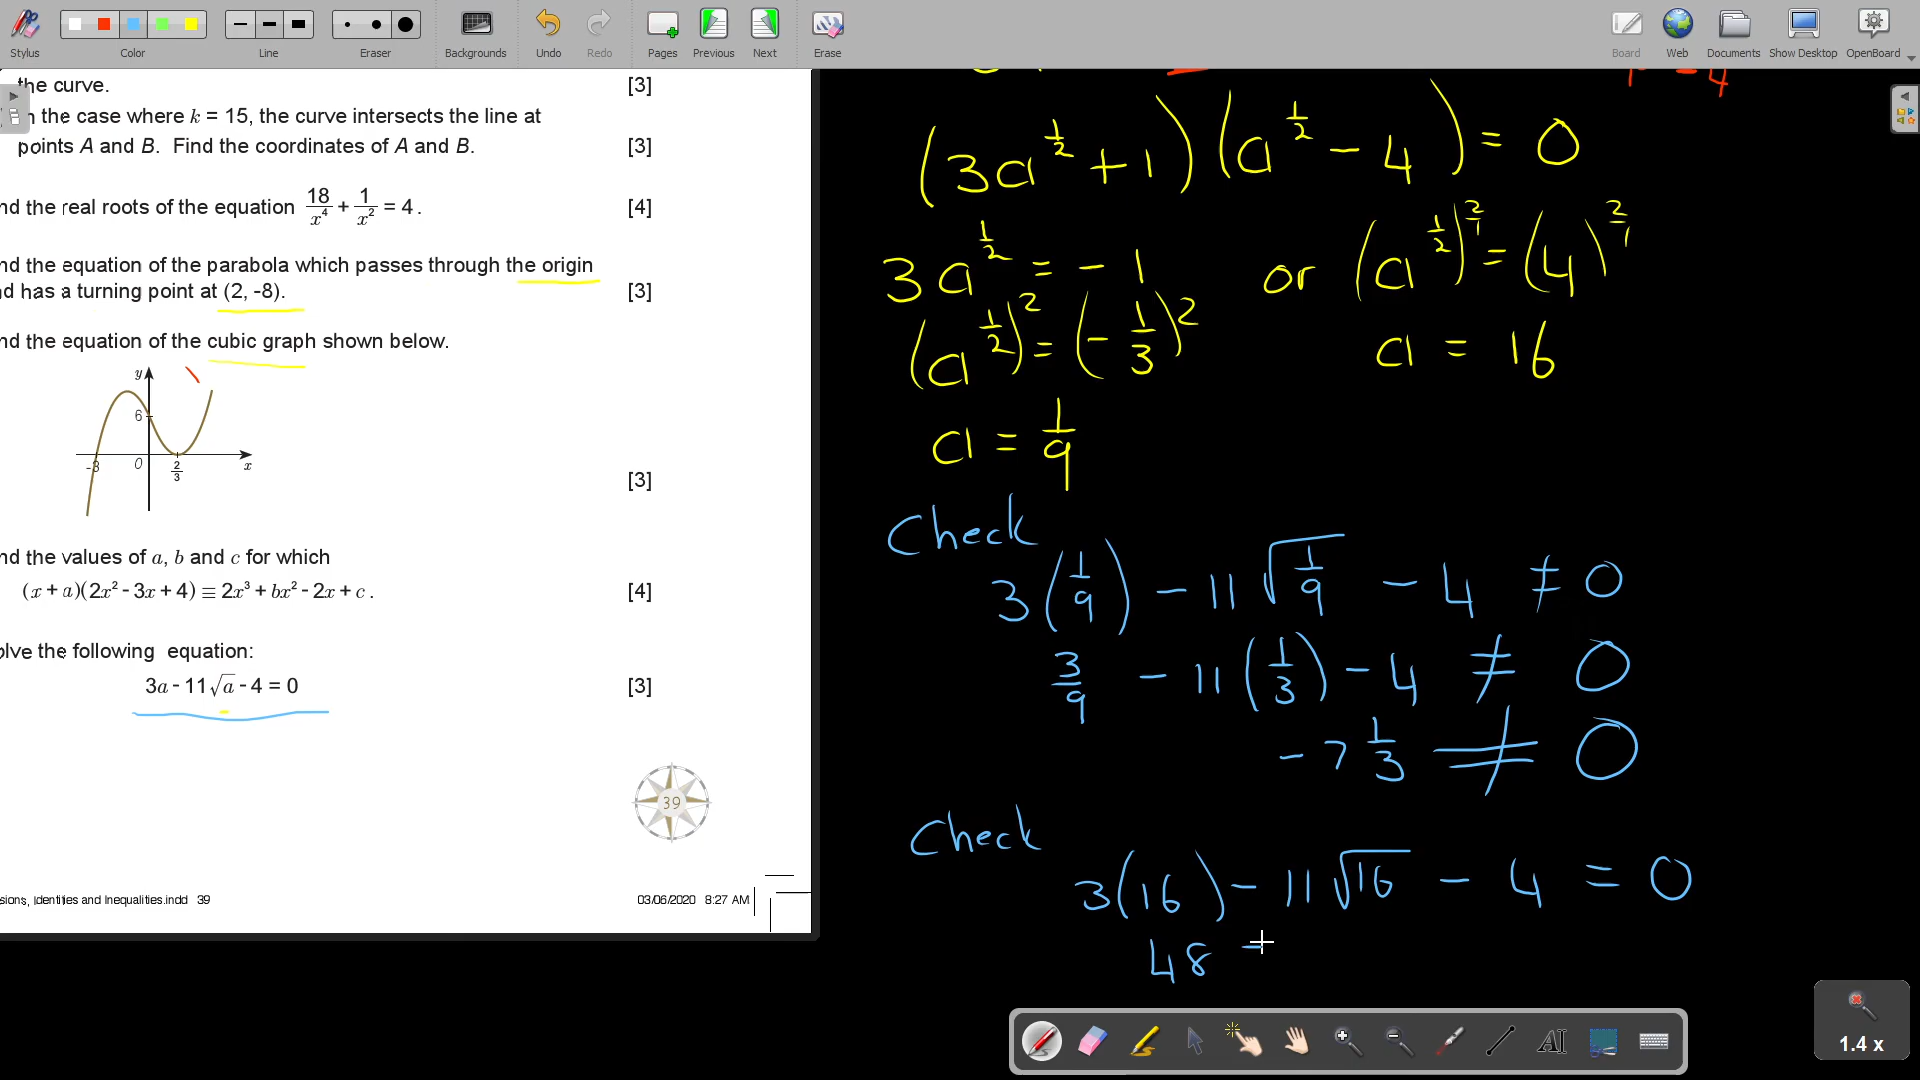 Stylus Color Line Eraser Backgrounds Undo Redo Pages Previous Next Erase Board Web Documents Show Desktop OpenBoard
the curve. [3]
n the case where k = 15, the curve intersects the line at
points A and B. Find the coordinates of A and B. [3]
nd the real roots of the equation 18/x⁴ + 1/x² = 4. [4]
nd the equation of the parabola which passes through the origin
d has a turning point at (2, -8). [3]
nd the equation of the cubic graph shown below.
y
6
-3 0 2/3 x
[3]
nd the values of a, b and c for which
(x + a)(2x² - 3x + 4) ≡ 2x³ + bx² - 2x + c. [4]
olve the following equation:
3a - 11√a - 4 = 0 [3]
39
sions, Identities and Inequalities.indd 39 03/06/2020 8:27 AM
(3a^(1/2) + 1)(a^(1/2) - 4) = 0
3a^(1/2) = -1 or (a^(1/2))^(2/1) = (4)^(2/1)
(a^(1/2))² = (-1/3)² a = 16
a = 1/9
Check
3(1/9) - 11√(1/9) - 4 ≠ 0
3/9 - 11(1/3) - 4 ≠ 0
-7 1/3 ≠ 0
Check
3(16) - 11√16 - 4 = 0
48 -
1.4 x